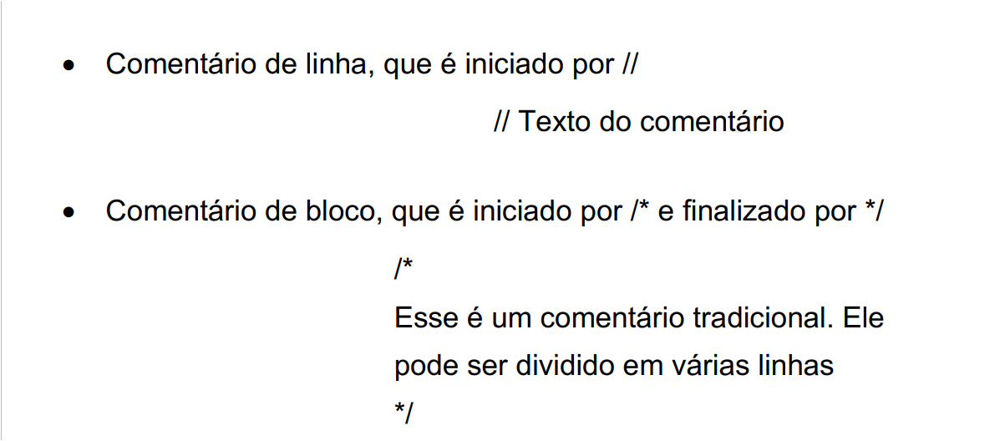 • Comentário de linha, que é iniciado por //
// Texto do comentário
• Comentário de bloco, que é iniciado por /* e finalizado por */
/*
Esse é um comentário tradicional. Ele
pode ser dividido em várias linhas
*/